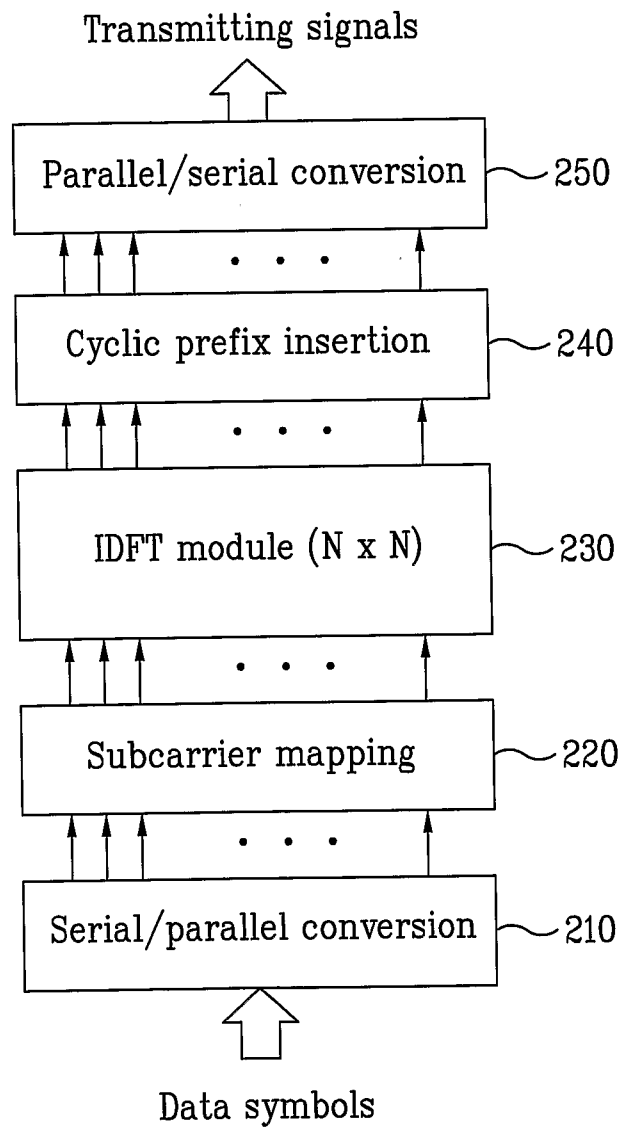 Transmitting signals
Parallel/serial conversion
250
Cyclic prefix insertion
240
IDFT module (N x N)
230
Subcarrier mapping
220
Serial/parallel conversion
210
Data symbols